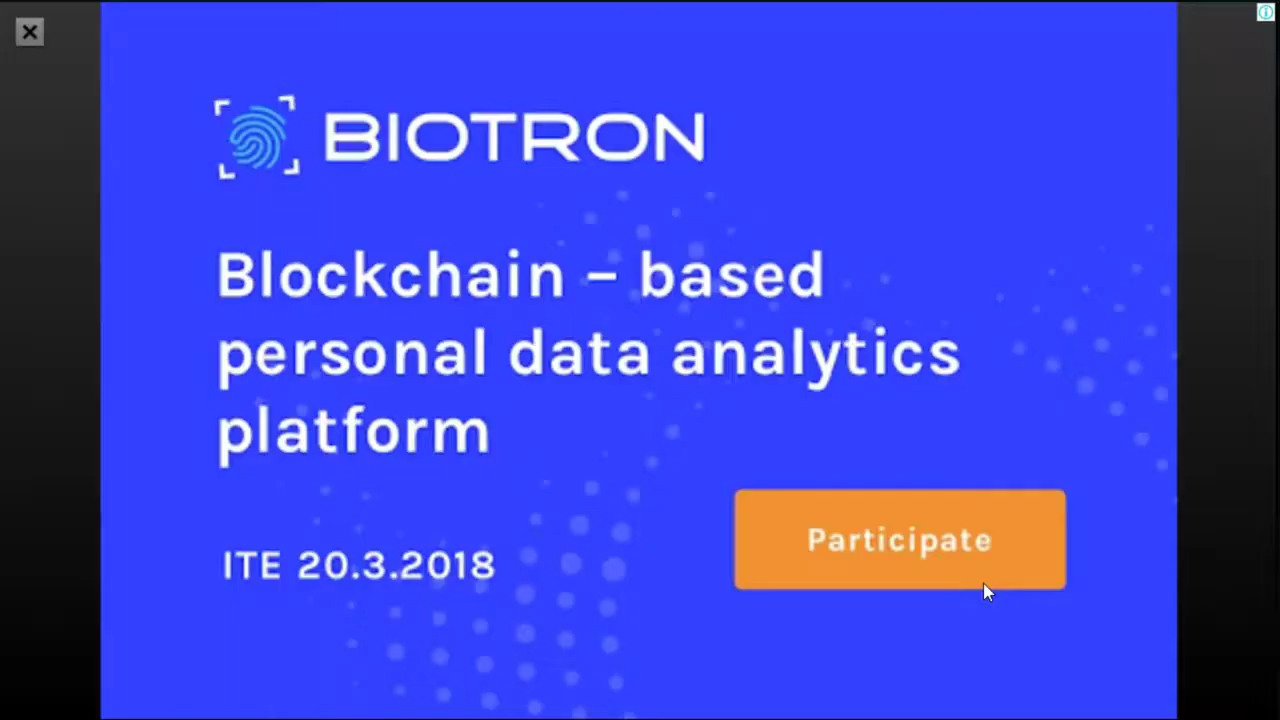 BIOTRON
Blockchain – based
personal data analytics
platform
Participate
ITE 20.3.2018